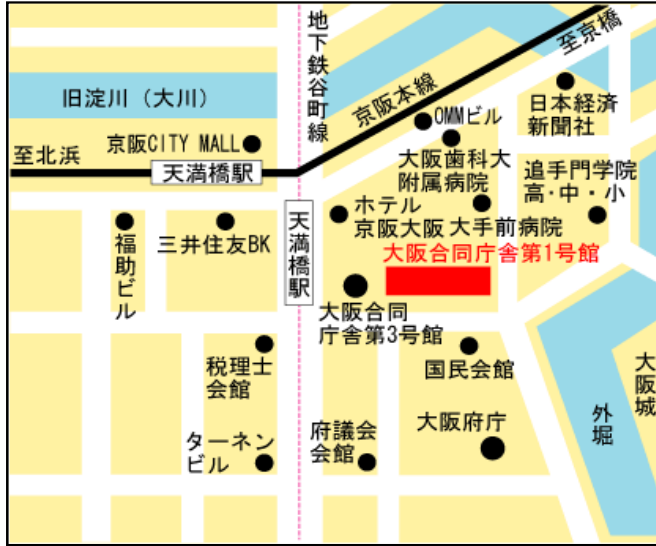 地下鉄谷町線
至京橋
京阪本線
旧淀川（大川）
OMMビル
日本経済
新聞社
至北浜
京阪CITY MALL
天満橋駅
大阪歯科大
附属病院
追手門学院
高・中・小
福助ビル
三井住友BK
天満橋駅
ホテル
京阪大阪
大手前病院
大阪合同庁舎第1号館
大阪合同
庁舎第3号館
税理士
会館
国民会館
大阪城
外堀
ターネン
ビル
府議会
会館
大阪府庁